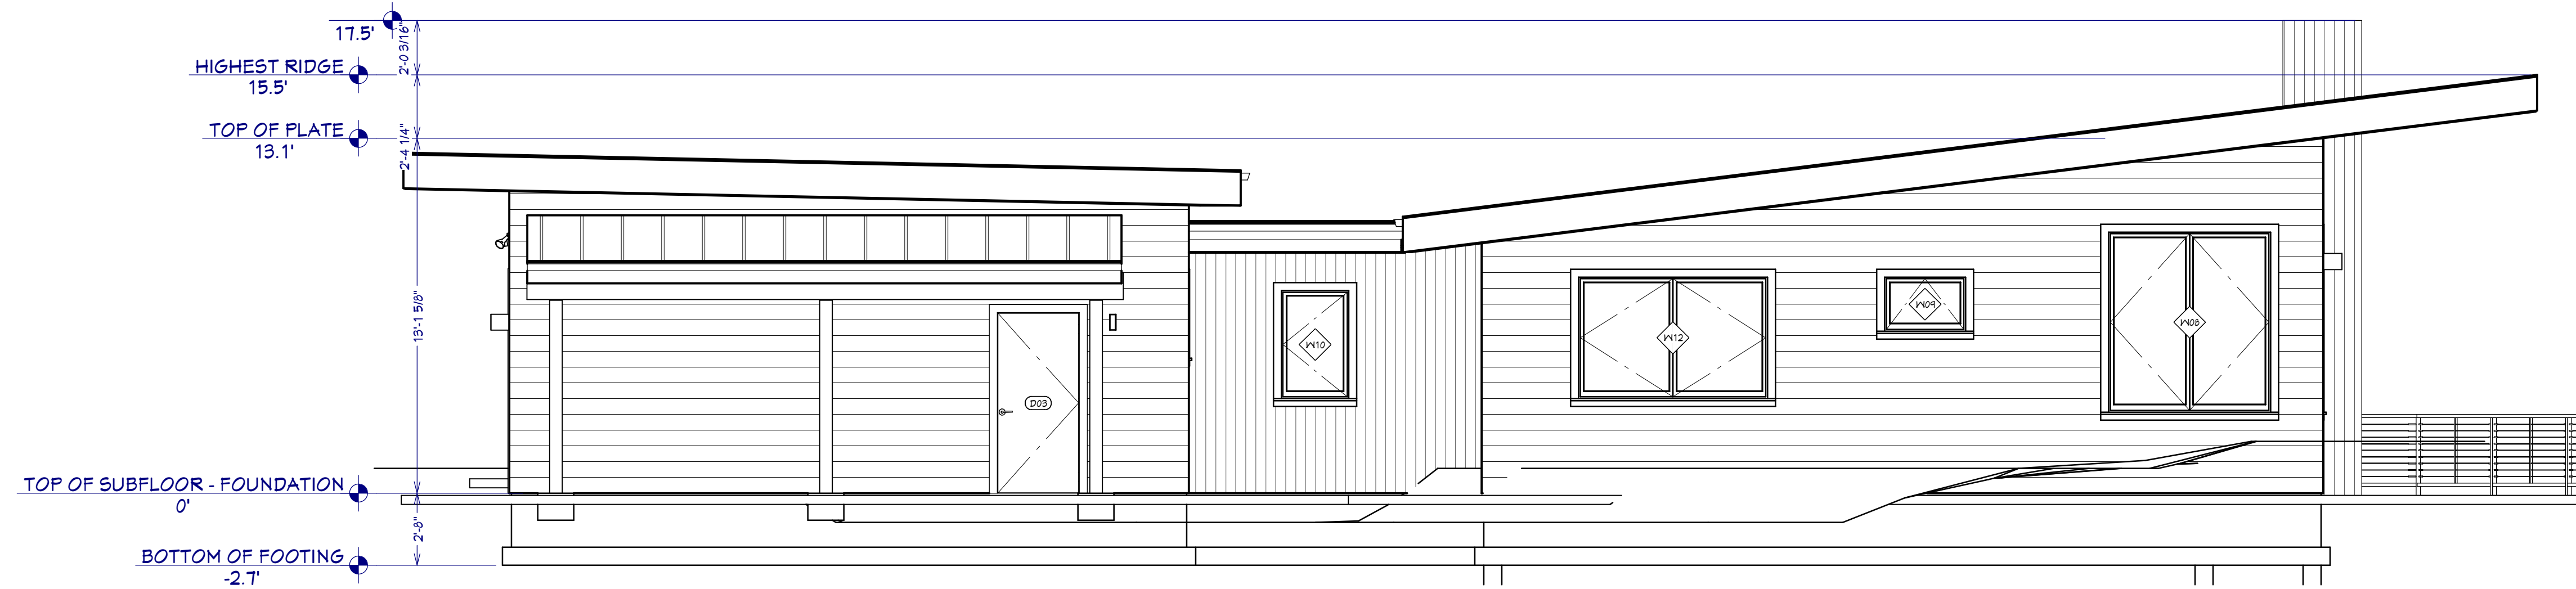 17.5'
2'-0 3/16"
HIGHEST RIDGE
15.5'
2'-4 1/4"
TOP OF PLATE
13.1'
13'-1 5/8"
W10
W12
W09
W08
D03
TOP OF SUBFLOOR - FOUNDATION
0'
2'-8"
BOTTOM OF FOOTING
-2.7'